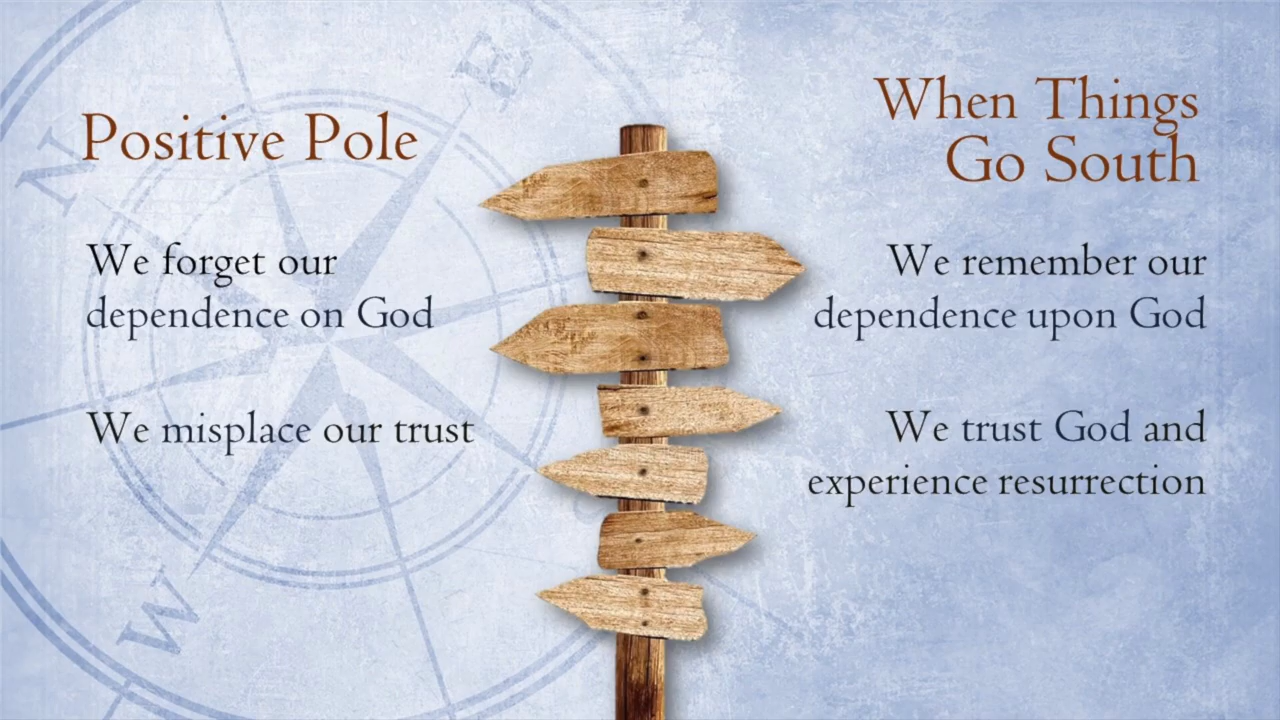 Positive Pole
We forget our
dependence on God
We misplace our trust
When Things
Go South
We remember our
dependence upon God
We trust God and
experience resurrection
N
E
W